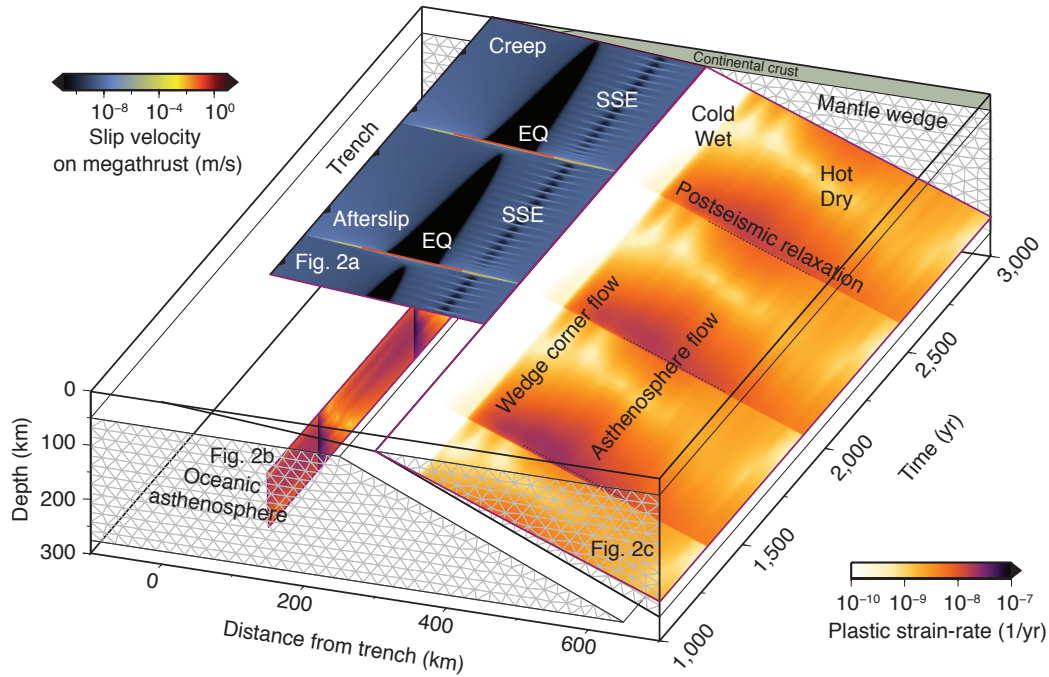 10⁻⁸ 10⁻⁴ 10⁰
Slip velocity
on megathrust (m/s)
Trench
Creep
EQ
SSE
Afterslip
EQ
SSE
Fig. 2a
Continental crust
Mantle wedge
Cold
Wet
Hot
Dry
Postseismic relaxation
Wedge corner flow
Asthenosphere flow
Fig. 2b
Oceanic
asthenosphere
Fig. 2c
0
100
200
300
Depth (km)
0 200 400 600
Distance from trench (km)
1,000 1,500 2,000 2,500 3,000
Time (yr)
10⁻¹⁰ 10⁻⁹ 10⁻⁸ 10⁻⁷
Plastic strain-rate (1/yr)